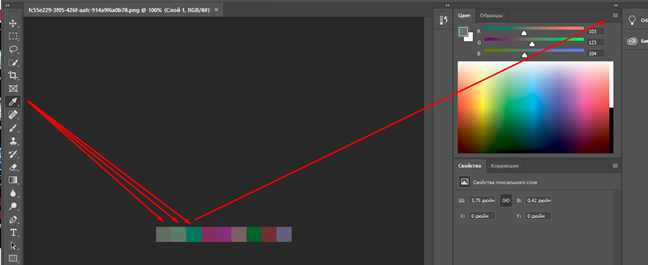 fc55e229-3f05-426f-aafc-914a9f6a0b78.png @ 100% (Слой 1, RGB/8#) ×
Цвет Образцы
R 103
G 123
B 104
Свойства Коррекция
Свойства пиксельного слоя
Ш: 3,75 дюйм В: 0,42 дюйм
X: 0 дюйм Y: 0 дюйм